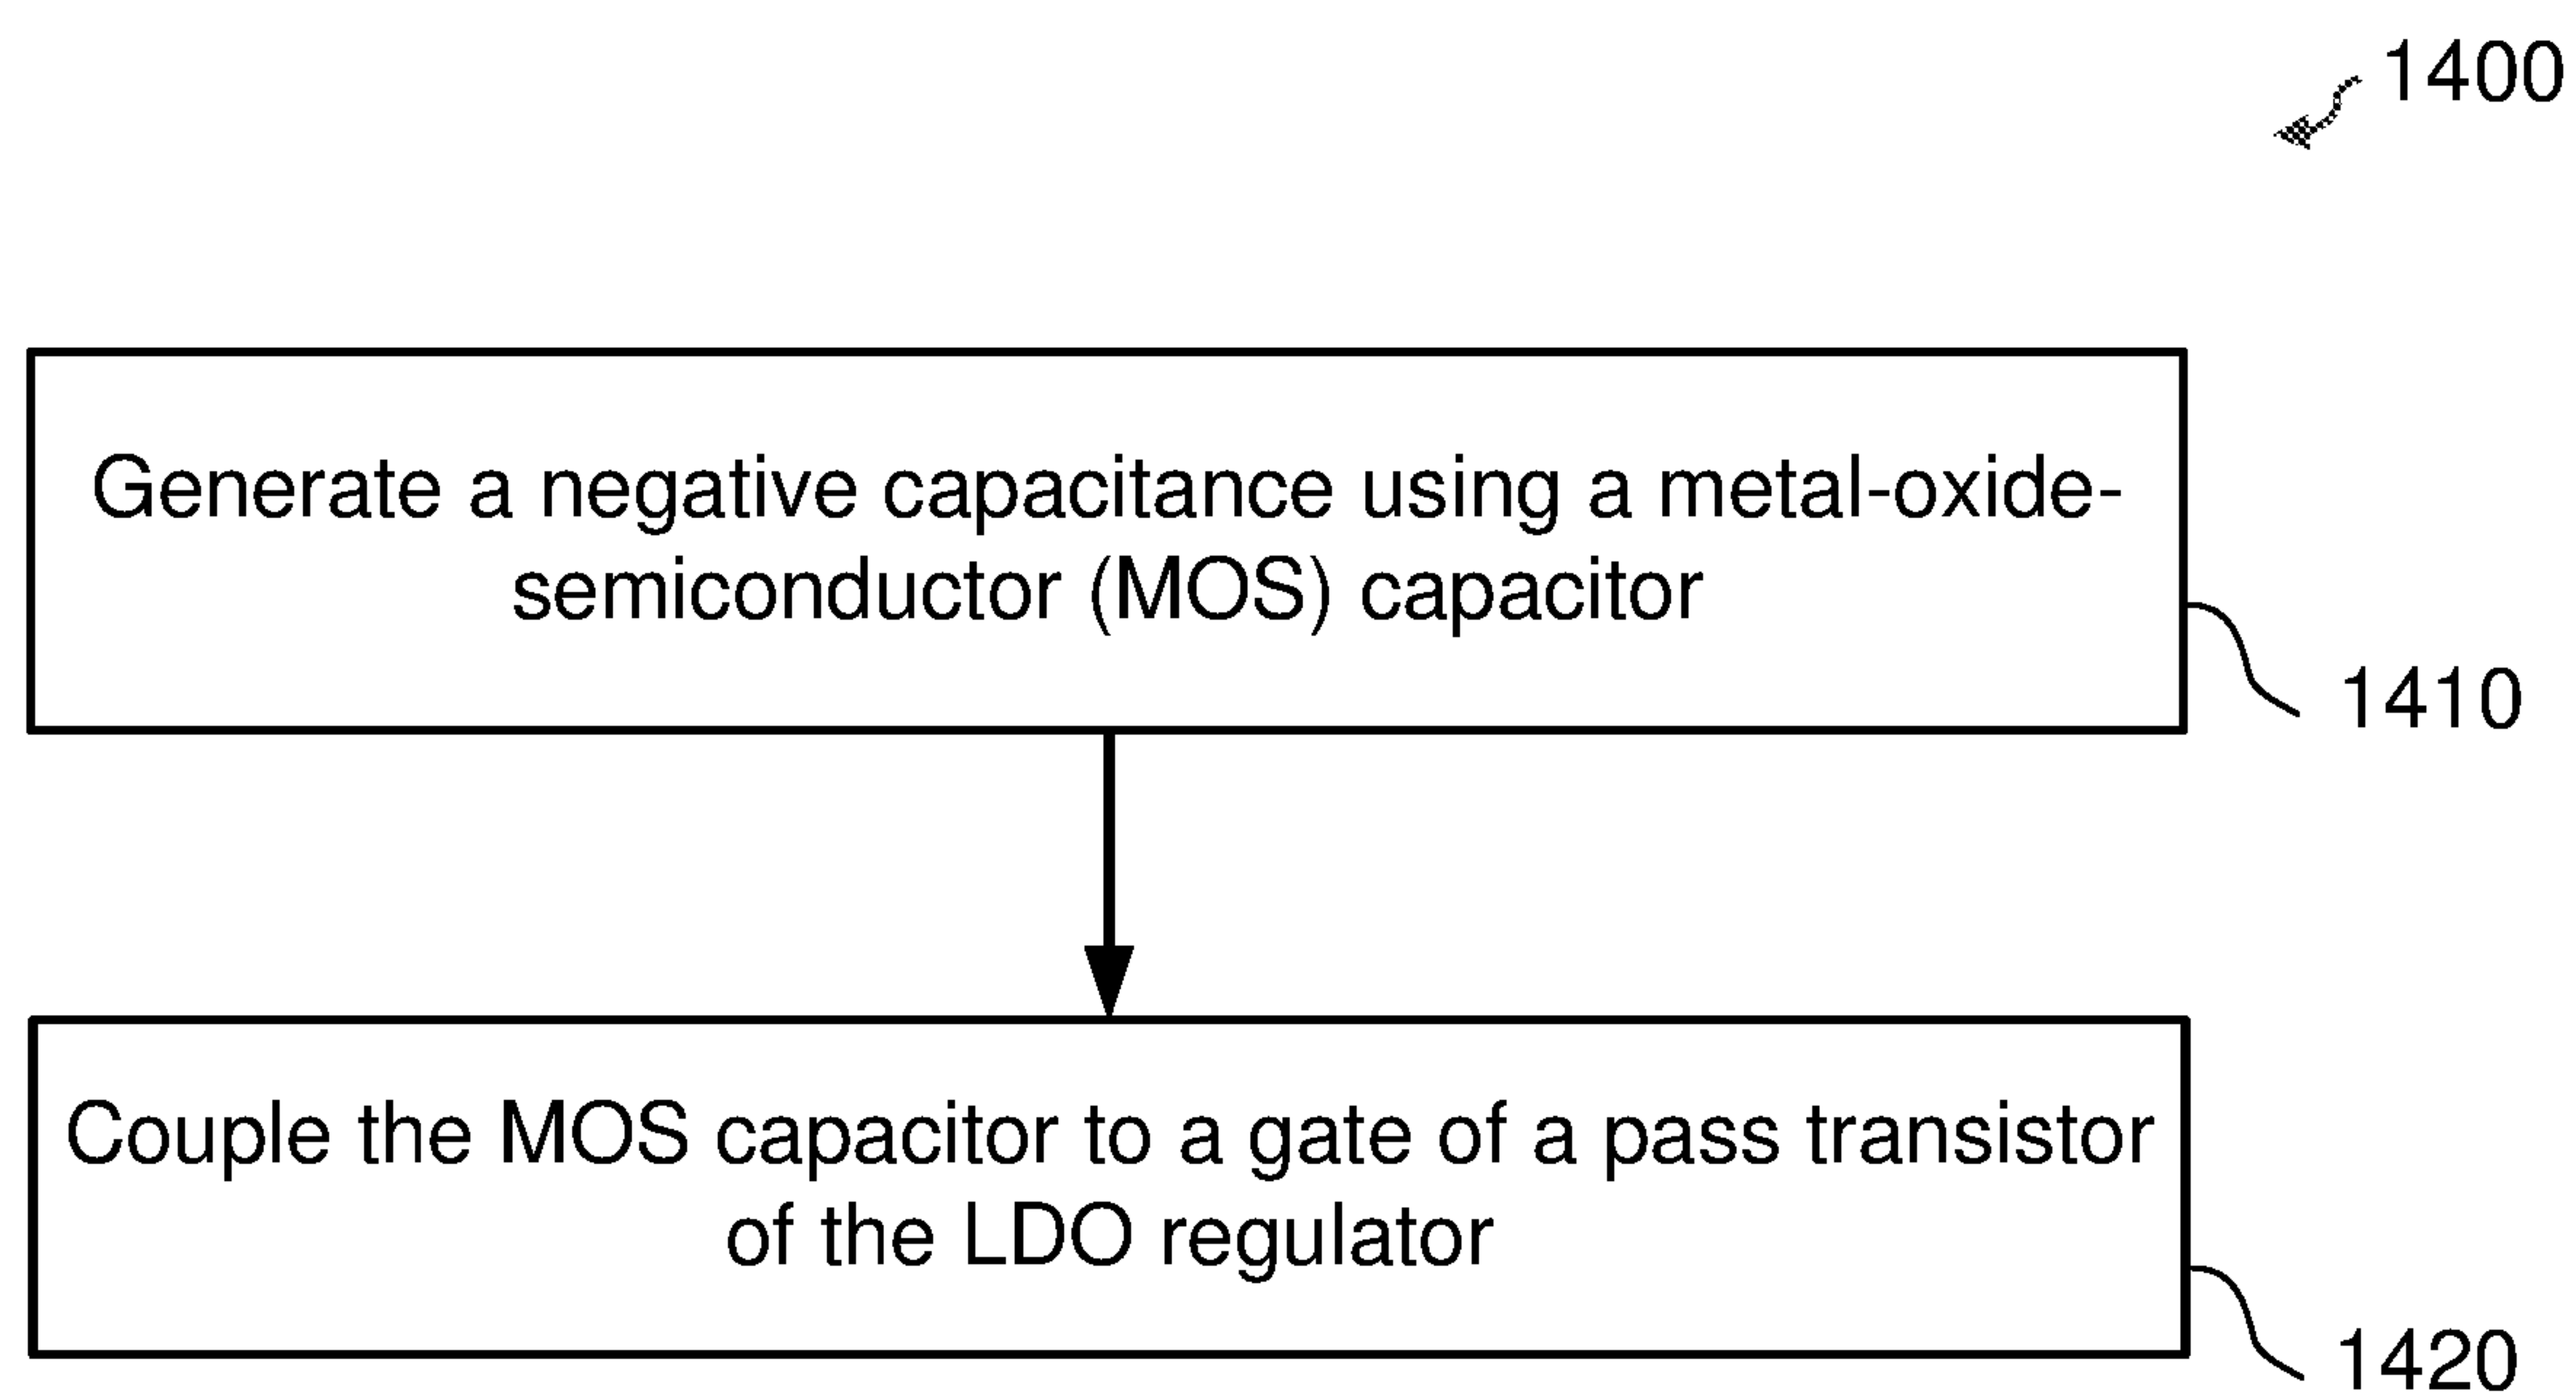 1400
Generate a negative capacitance using a metal-oxide-
semiconductor (MOS) capacitor
1410
Couple the MOS capacitor to a gate of a pass transistor
of the LDO regulator
1420